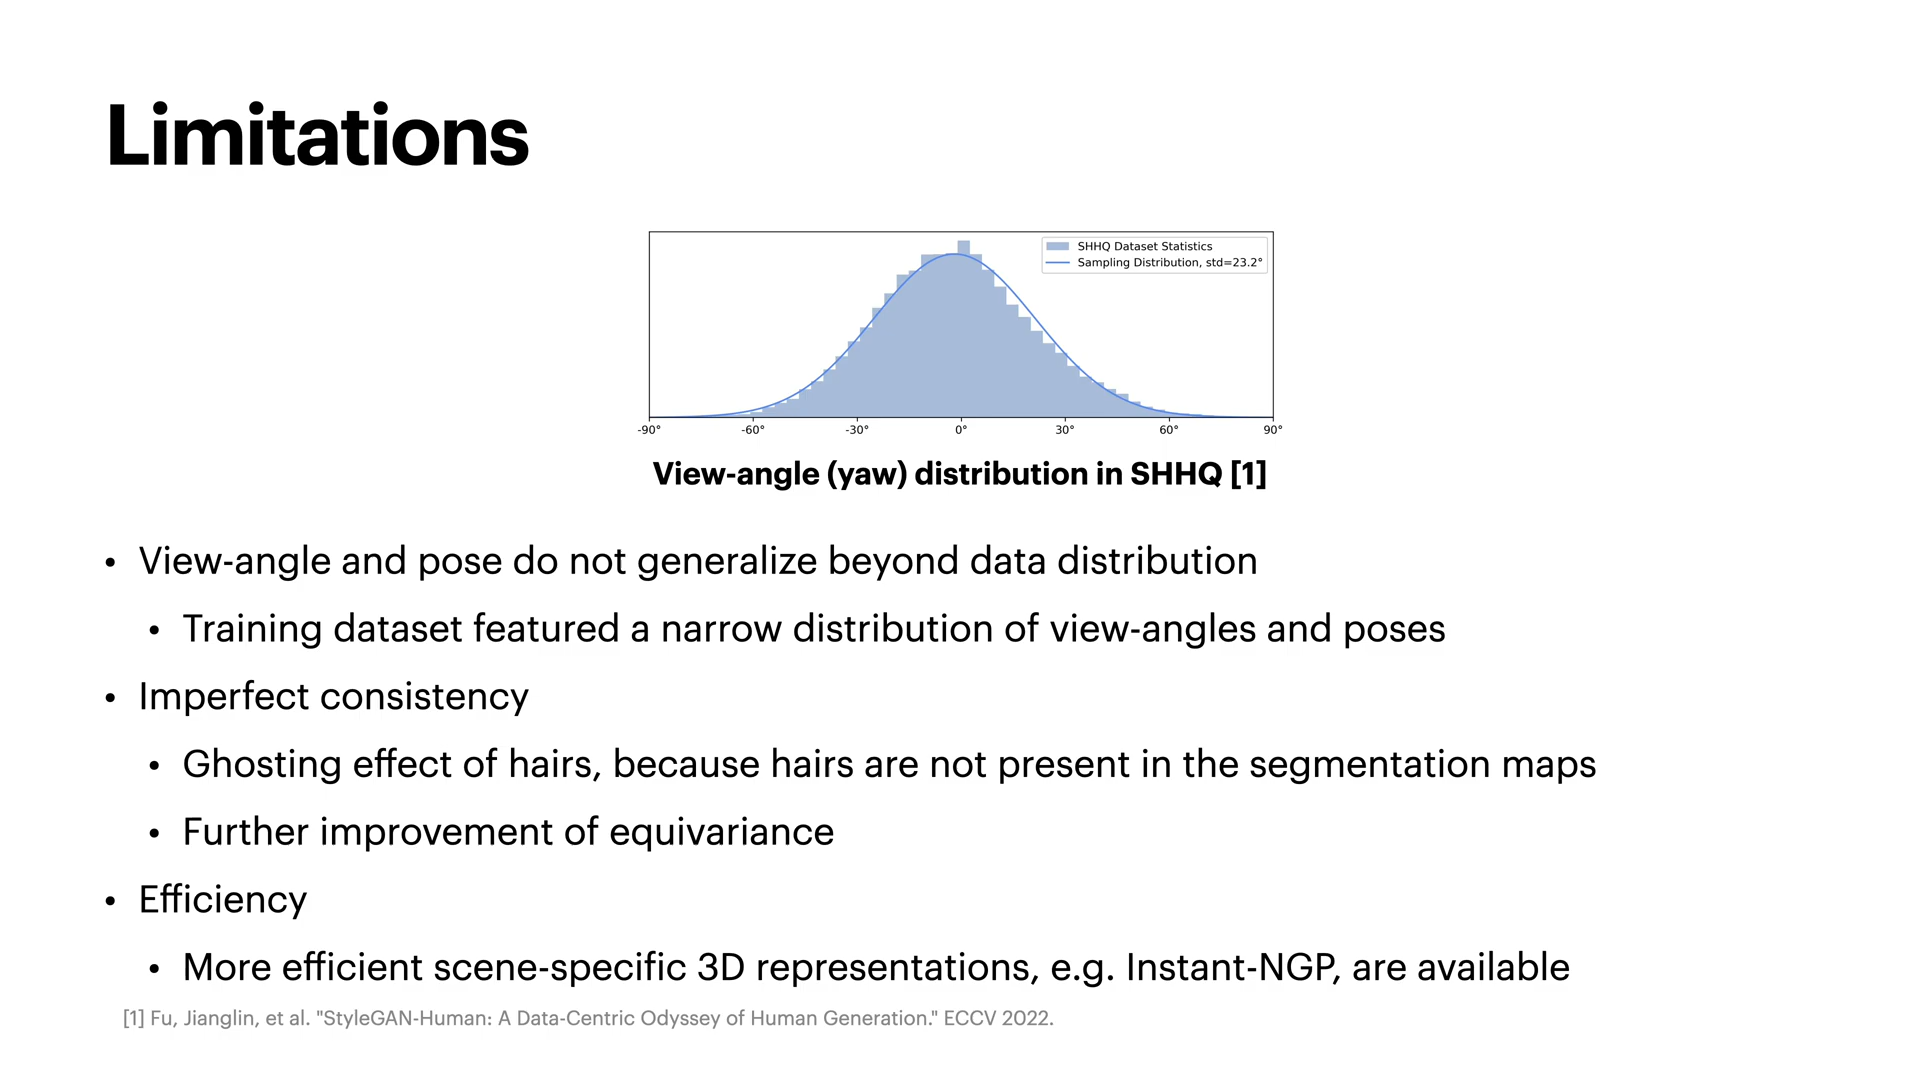 Limitations
SHHQ Dataset Statistics
Sampling Distribution, std=23.2°
-90° -60° -30° 0° 30° 60° 90°
View-angle (yaw) distribution in SHHQ [1]
• View-angle and pose do not generalize beyond data distribution
• Training dataset featured a narrow distribution of view-angles and poses
• Imperfect consistency
• Ghosting effect of hairs, because hairs are not present in the segmentation maps
• Further improvement of equivariance
• Efficiency
• More efficient scene-specific 3D representations, e.g. Instant-NGP, are available
[1] Fu, Jianglin, et al. "StyleGAN-Human: A Data-Centric Odyssey of Human Generation." ECCV 2022.